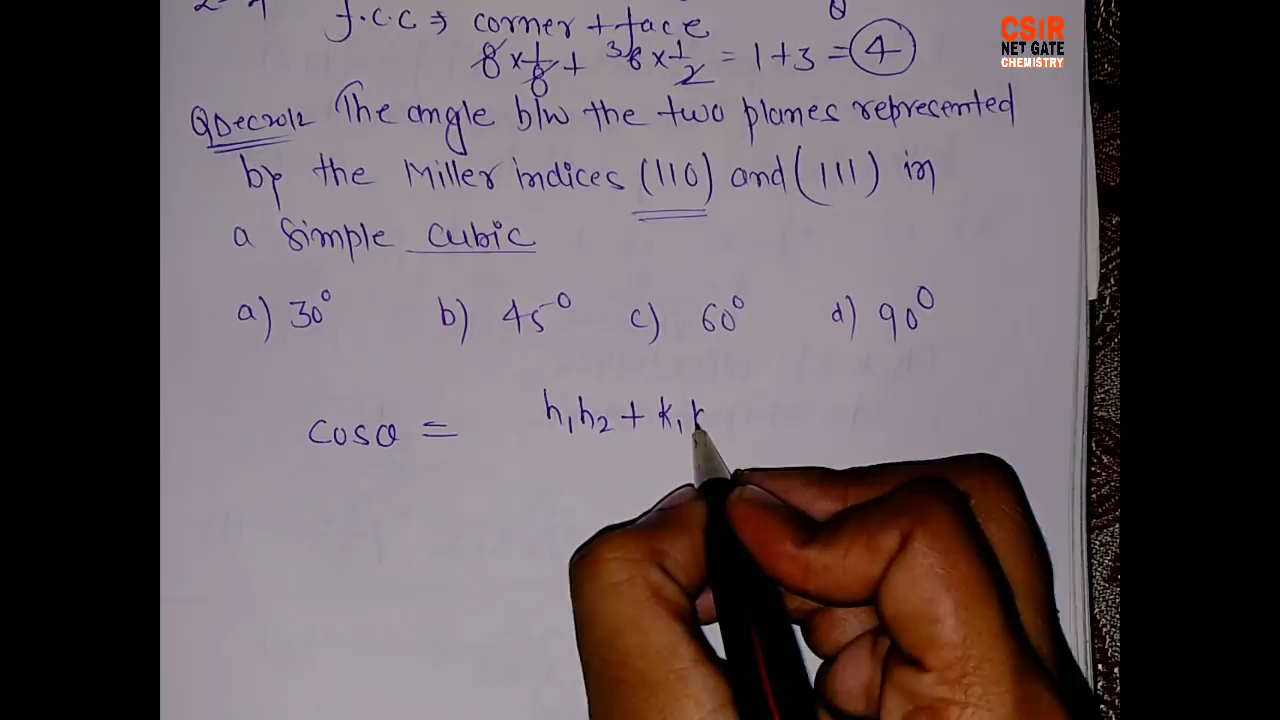 f.c.c ⇒ corner + face
8 × 1/8 + 6 × 1/2 = 1 + 3 = 4
CSIR
NET GATE
CHEMISTRY
Q Dec 2012 The angle b/w the two planes represented
by the Miller indices (110) and (111) in
a simple cubic
a) 30° b) 45° c) 60° d) 90°
cosθ = h₁h₂ + k₁k